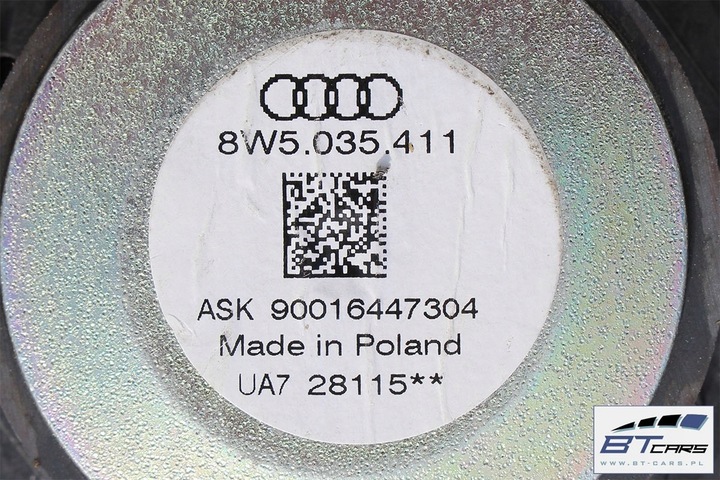 8W5.035.411
ASK 90016447304
Made in Poland
UA7 28115**
BT CARS
WWW.BT-CARS.PL